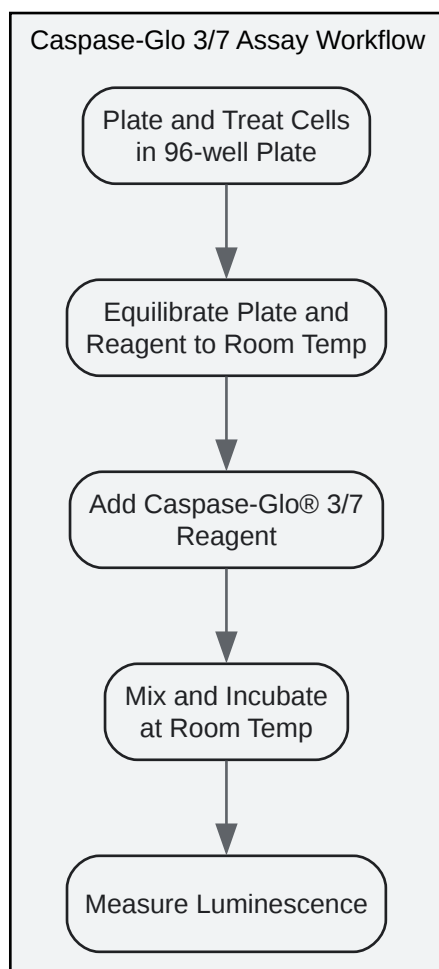 Caspase-Glo 3/7 Assay Workflow
Plate and Treat Cells
in 96-well Plate
Equilibrate Plate and
Reagent to Room Temp
Add Caspase-Glo® 3/7
Reagent
Mix and Incubate
at Room Temp
Measure Luminescence